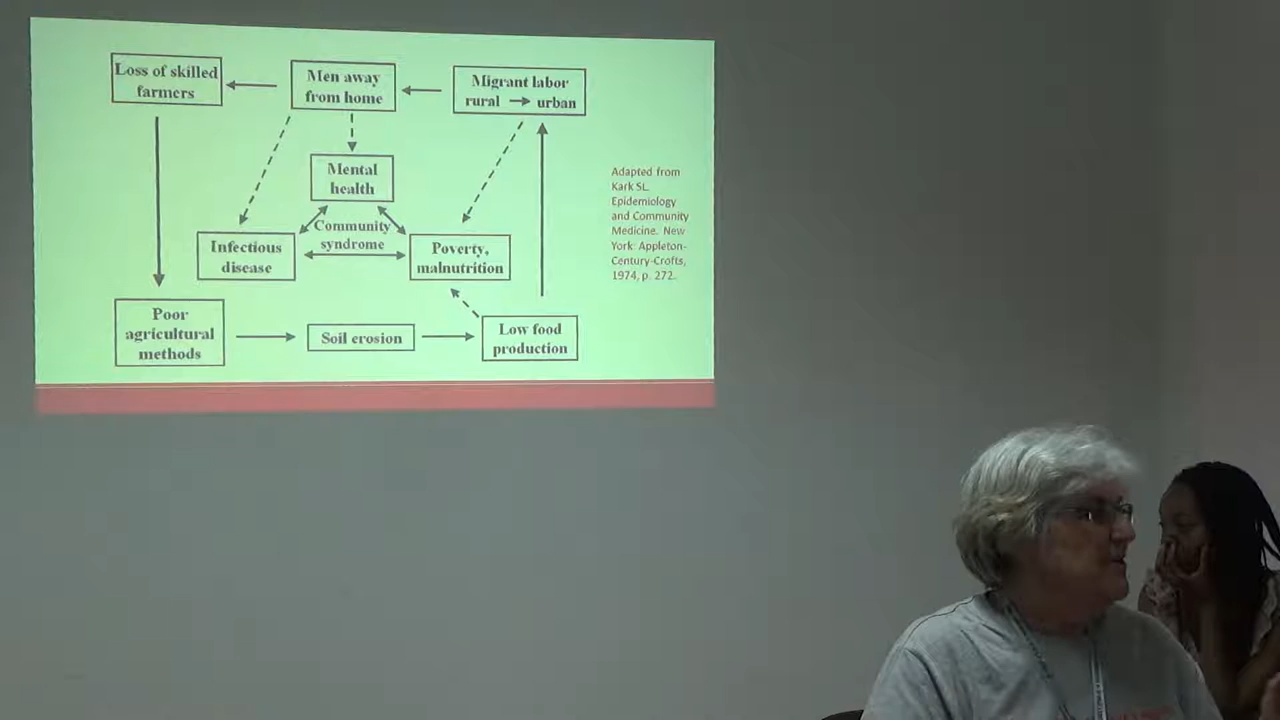 Loss of skilled
farmers
Men away
from home
Migrant labor
rural → urban
Mental
health
Community
syndrome
Infectious
disease
Poverty,
malnutrition
Poor
agricultural
methods
Soil erosion
Low food
production
Adapted from
Kark SL.
Epidemiology
and Community
Medicine. New
York: Appleton-
Century-Crofts,
1974, p. 272.